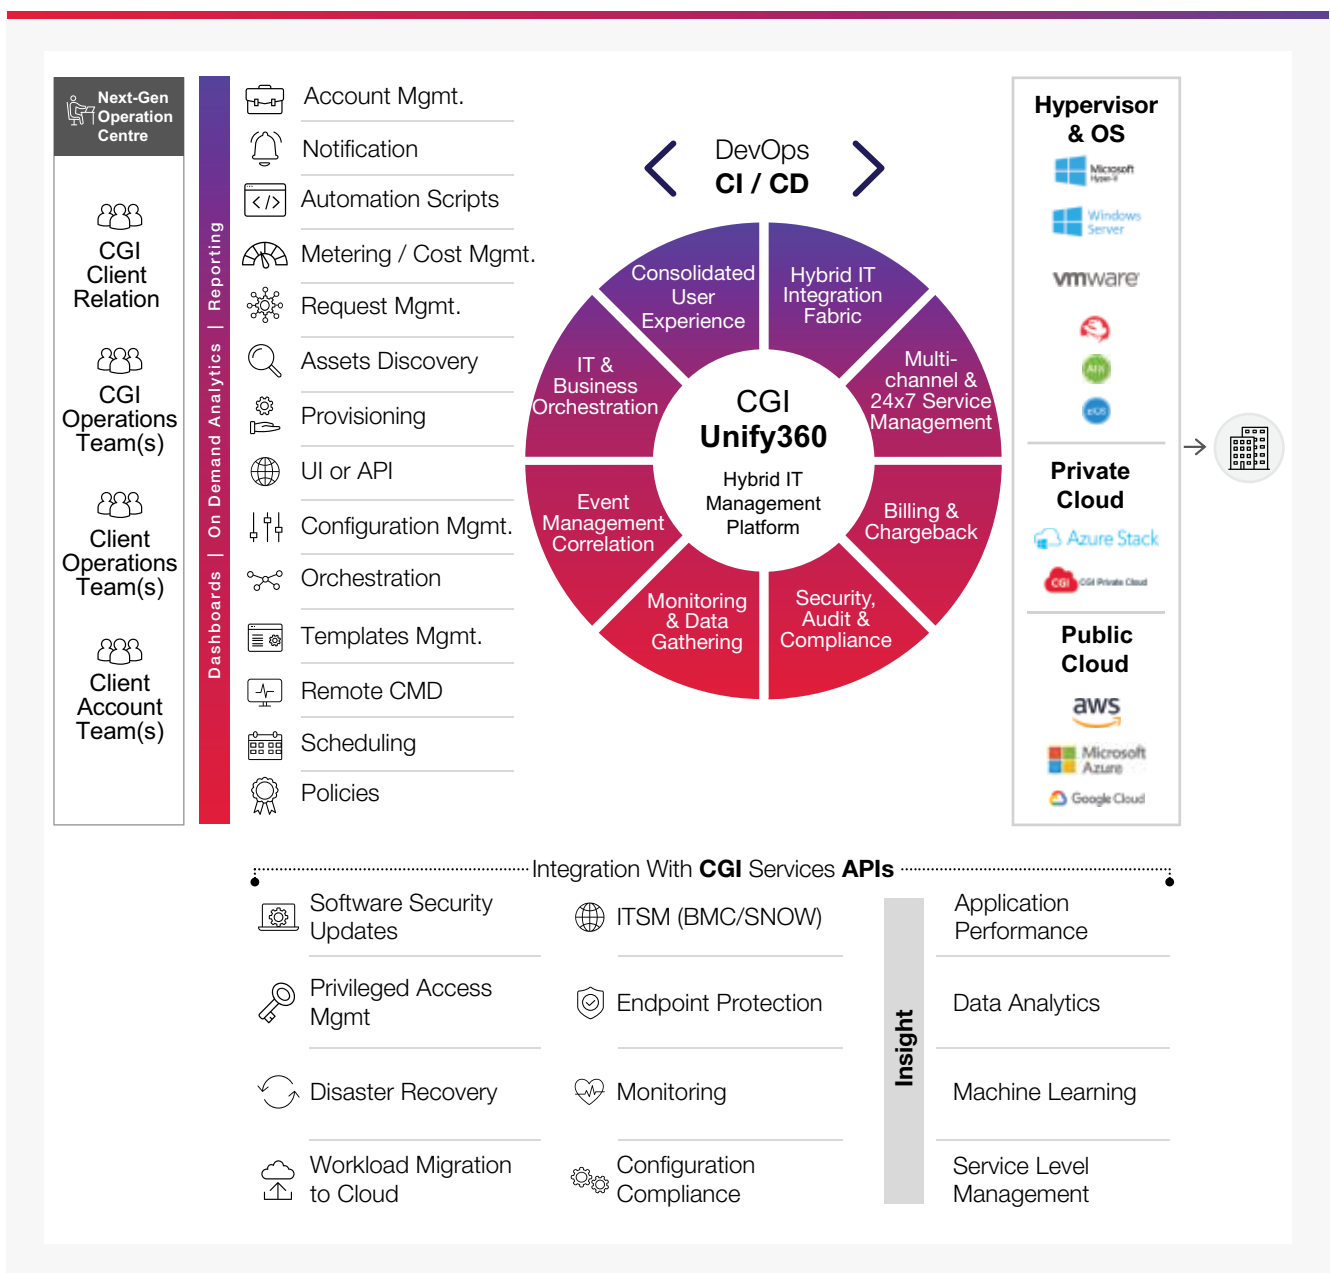 Next-Gen
Operation
Centre
CGI
Client
Relation
CGI
Operations
Team(s)
Client
Operations
Team(s)
Client
Account
Team(s)
Dashboards | On Demand Analytics | Reporting
Account Mgmt.
Notification
Automation Scripts
Metering / Cost Mgmt.
Request Mgmt.
Assets Discovery
Provisioning
UI or API
Configuration Mgmt.
Orchestration
Templates Mgmt.
Remote CMD
Scheduling
Policies
DevOps
CI / CD
Consolidated
User
Experience
Hybrid IT
Integration
Fabric
Multi-
channel &
24x7 Service
Management
Billing &
Chargeback
Security,
Audit &
Compliance
Monitoring
& Data
Gathering
Event
Management
Correlation
IT &
Business
Orchestration
CGI
Unify360
Hybrid IT
Management
Platform
Hypervisor
& OS
Microsoft
Hyper-V
Windows
Server
vmware
AIX
Private
Cloud
Azure Stack
CGI CGI Private Cloud
Public
Cloud
aws
Microsoft
Azure
Google Cloud
Integration With CGI Services APIs
Software Security
Updates
Privileged Access
Mgmt
Disaster Recovery
Workload Migration
to Cloud
ITSM (BMC/SNOW)
Endpoint Protection
Monitoring
Configuration
Compliance
Insight
Application
Performance
Data Analytics
Machine Learning
Service Level
Management